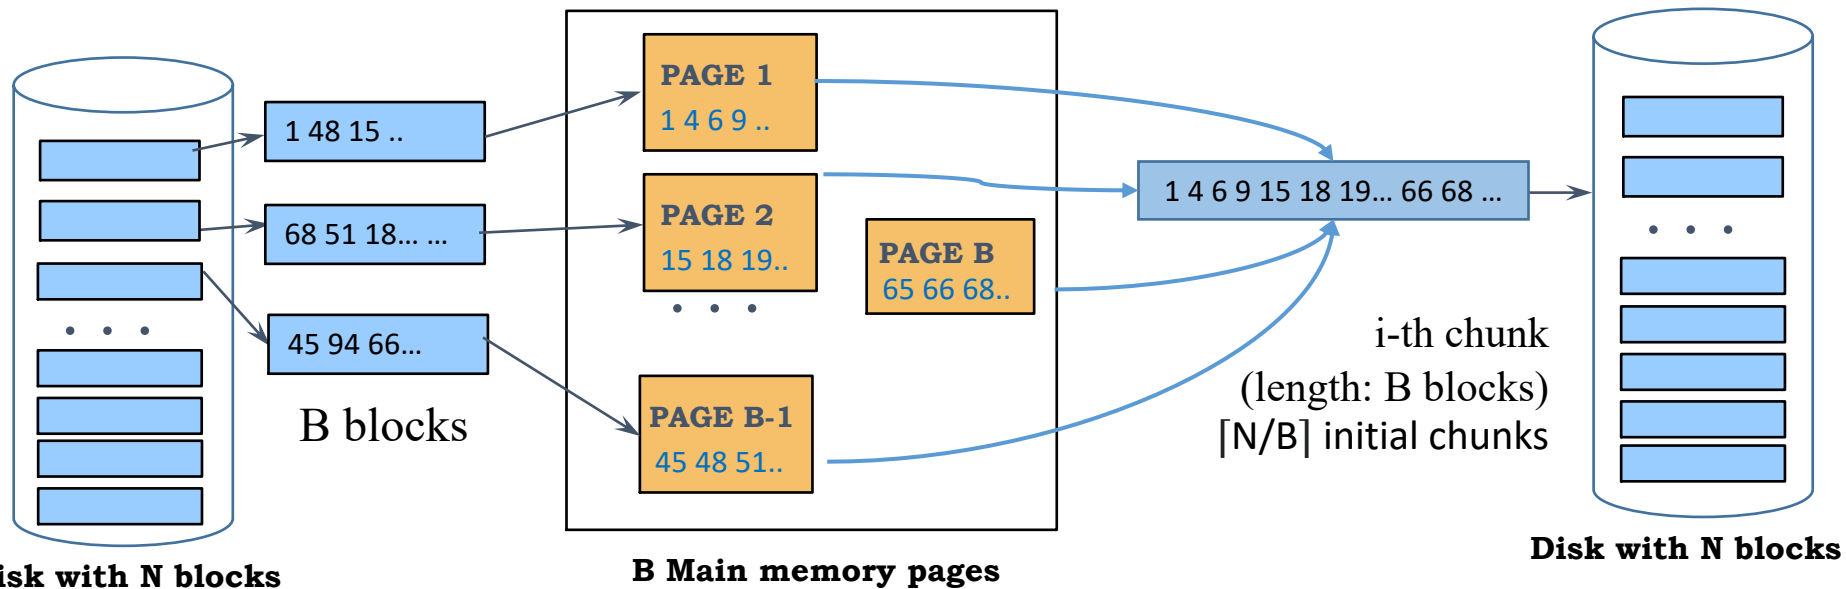 1 48 15 ..
68 51 18... ...
45 94 66...
B blocks
isk with N blocks
PAGE 1
1 4 6 9 ..
PAGE 2
15 18 19..
. . .
PAGE B
65 66 68..
PAGE B-1
45 48 51..
B Main memory pages
1 4 6 9 15 18 19... 66 68 ...
i-th chunk
(length: B blocks)
⌈N/B⌉ initial chunks
. . .
. . .
Disk with N blocks